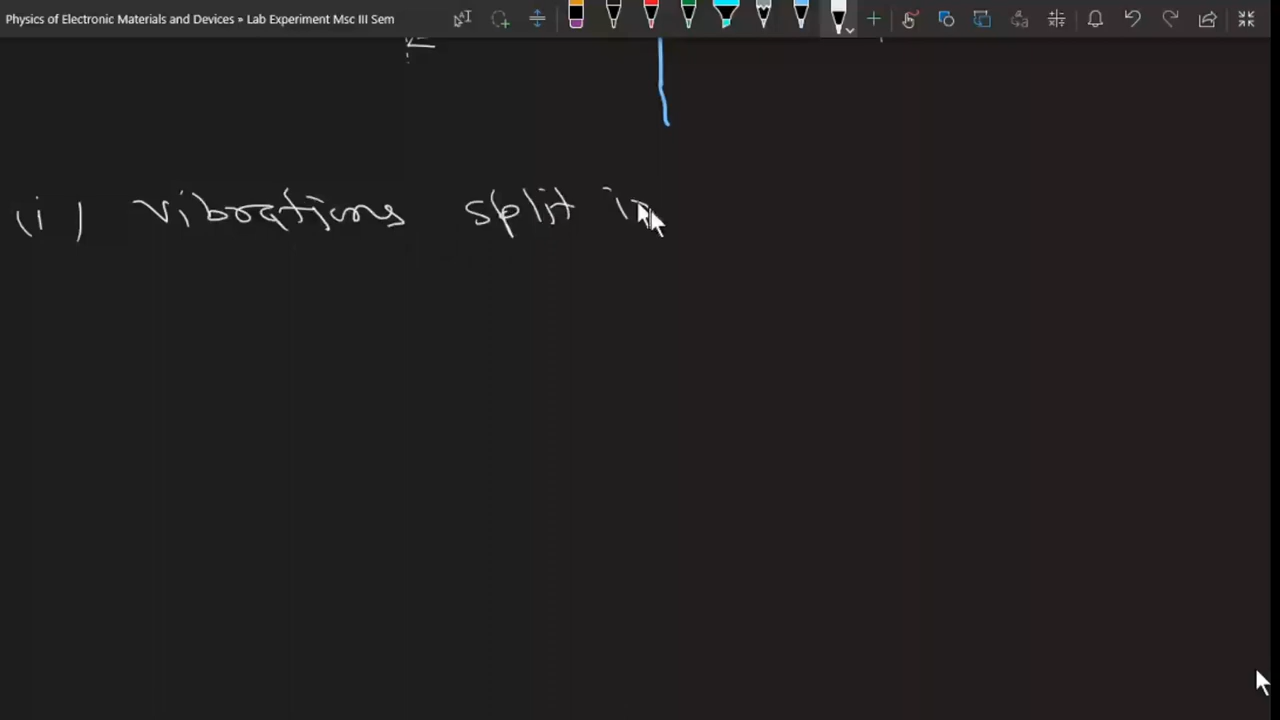 Physics of Electronic Materials and Devices » Lab Experiment Msc III Sem
(i) vibrations split in